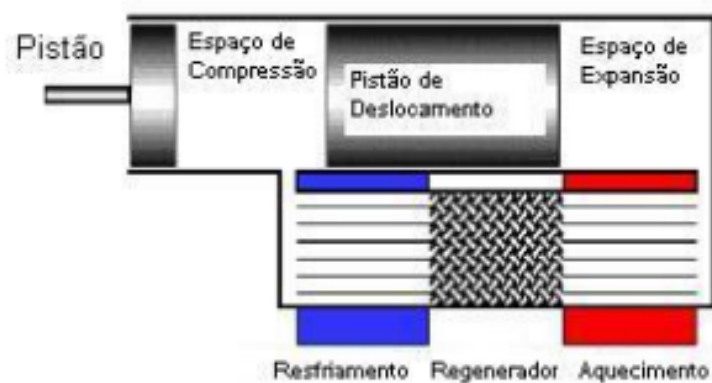 Pistão
Espaço de
Compressão
Pistão de
Deslocamento
Espaço de
Expansão
Resfriamento Regenerador Aquecimento